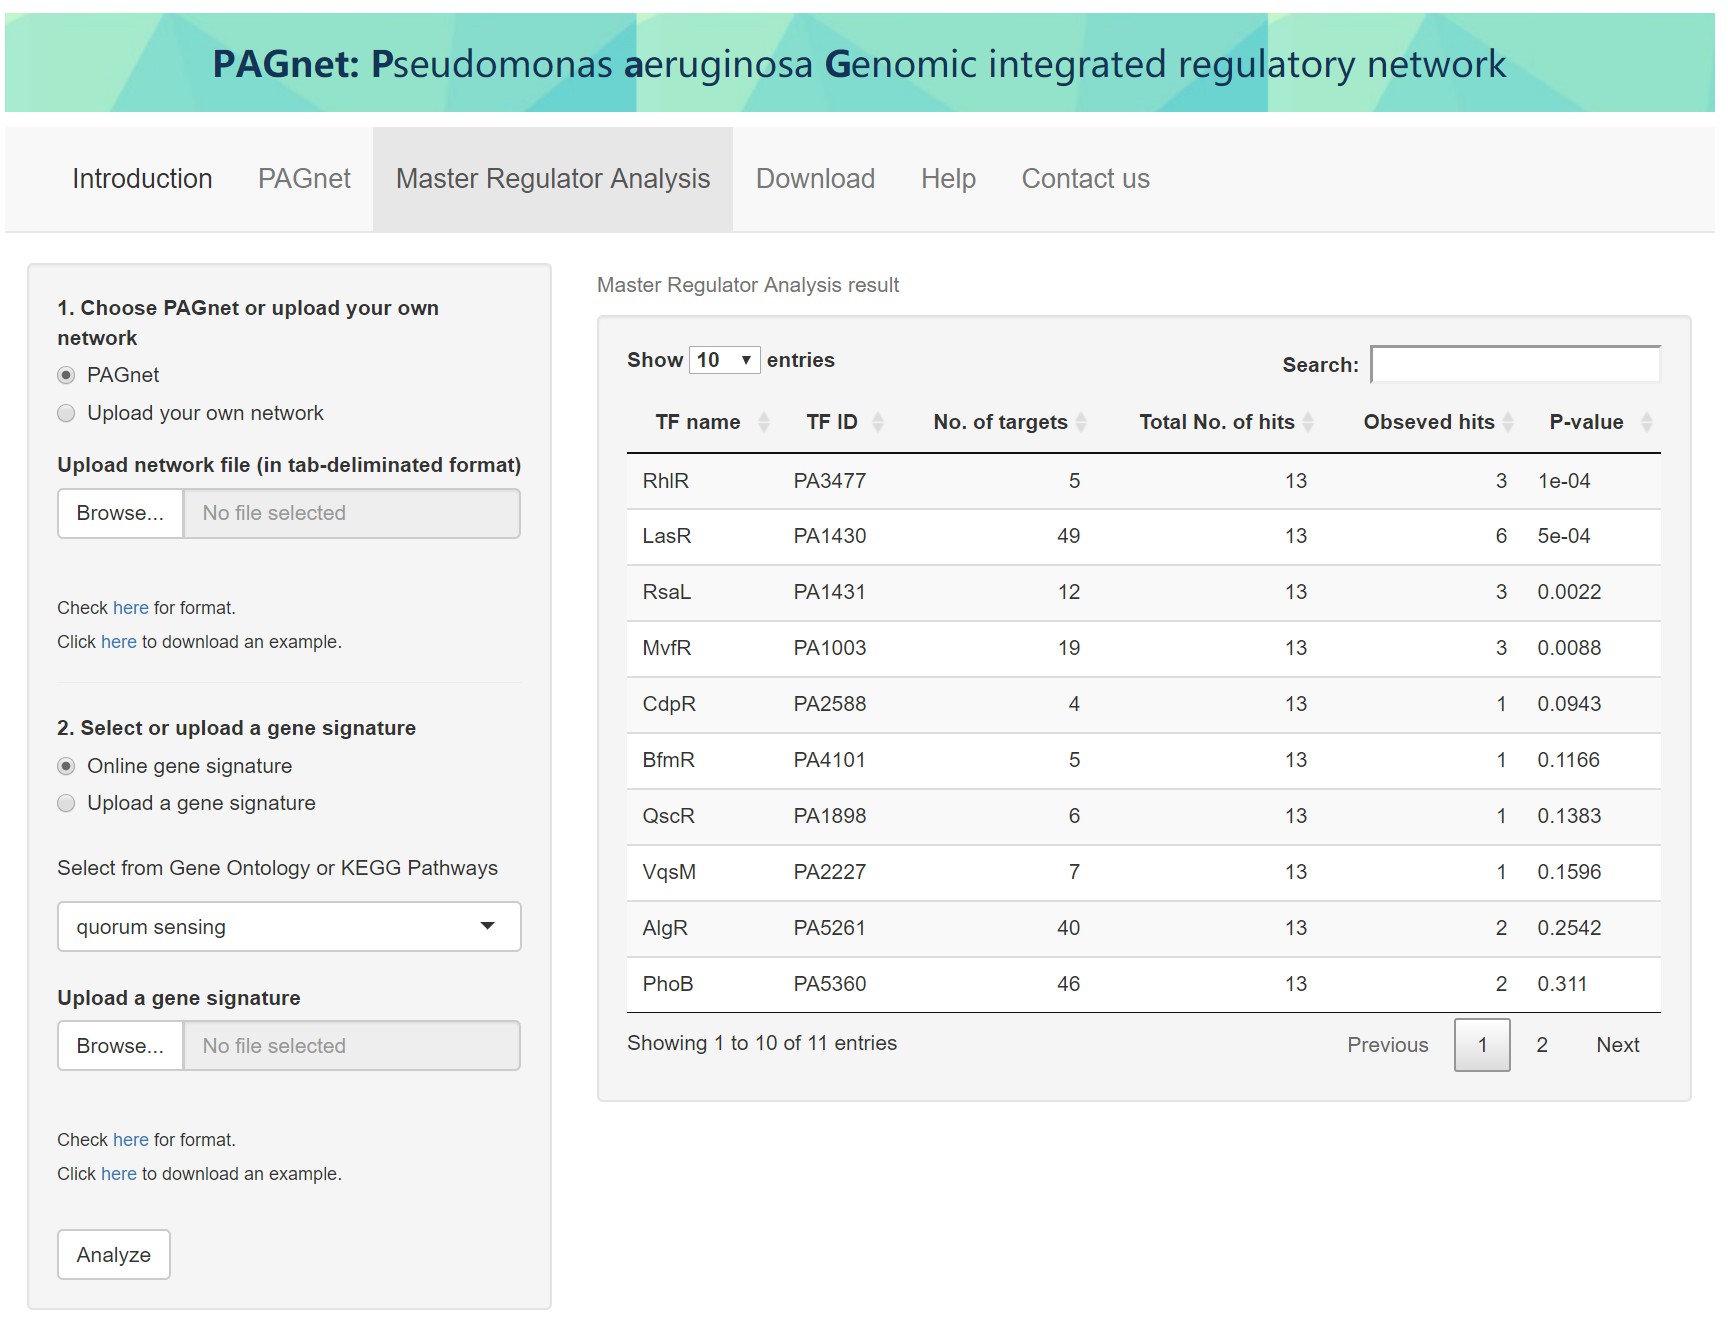 PAGnet: Pseudomonas aeruginosa Genomic integrated regulatory network
Introduction PAGnet Master Regulator Analysis Download Help Contact us
1. Choose PAGnet or upload your own
network
PAGnet
Upload your own network
Upload network file (in tab-deliminated format)
Browse... No file selected
Check here for format.
Click here to download an example.
2. Select or upload a gene signature
Online gene signature
Upload a gene signature
Select from Gene Ontology or KEGG Pathways
quorum sensing
Upload a gene signature
Browse... No file selected
Check here for format.
Click here to download an example.
Analyze
Master Regulator Analysis result
Show 10 entries Search:
TF name TF ID No. of targets Total No. of hits Obseved hits P-value
RhlR PA3477 5 13 3 1e-04
LasR PA1430 49 13 6 5e-04
RsaL PA1431 12 13 3 0.0022
MvfR PA1003 19 13 3 0.0088
CdpR PA2588 4 13 1 0.0943
BfmR PA4101 5 13 1 0.1166
QscR PA1898 6 13 1 0.1383
VqsM PA2227 7 13 1 0.1596
AlgR PA5261 40 13 2 0.2542
PhoB PA5360 46 13 2 0.311
Showing 1 to 10 of 11 entries Previous 1 2 Next